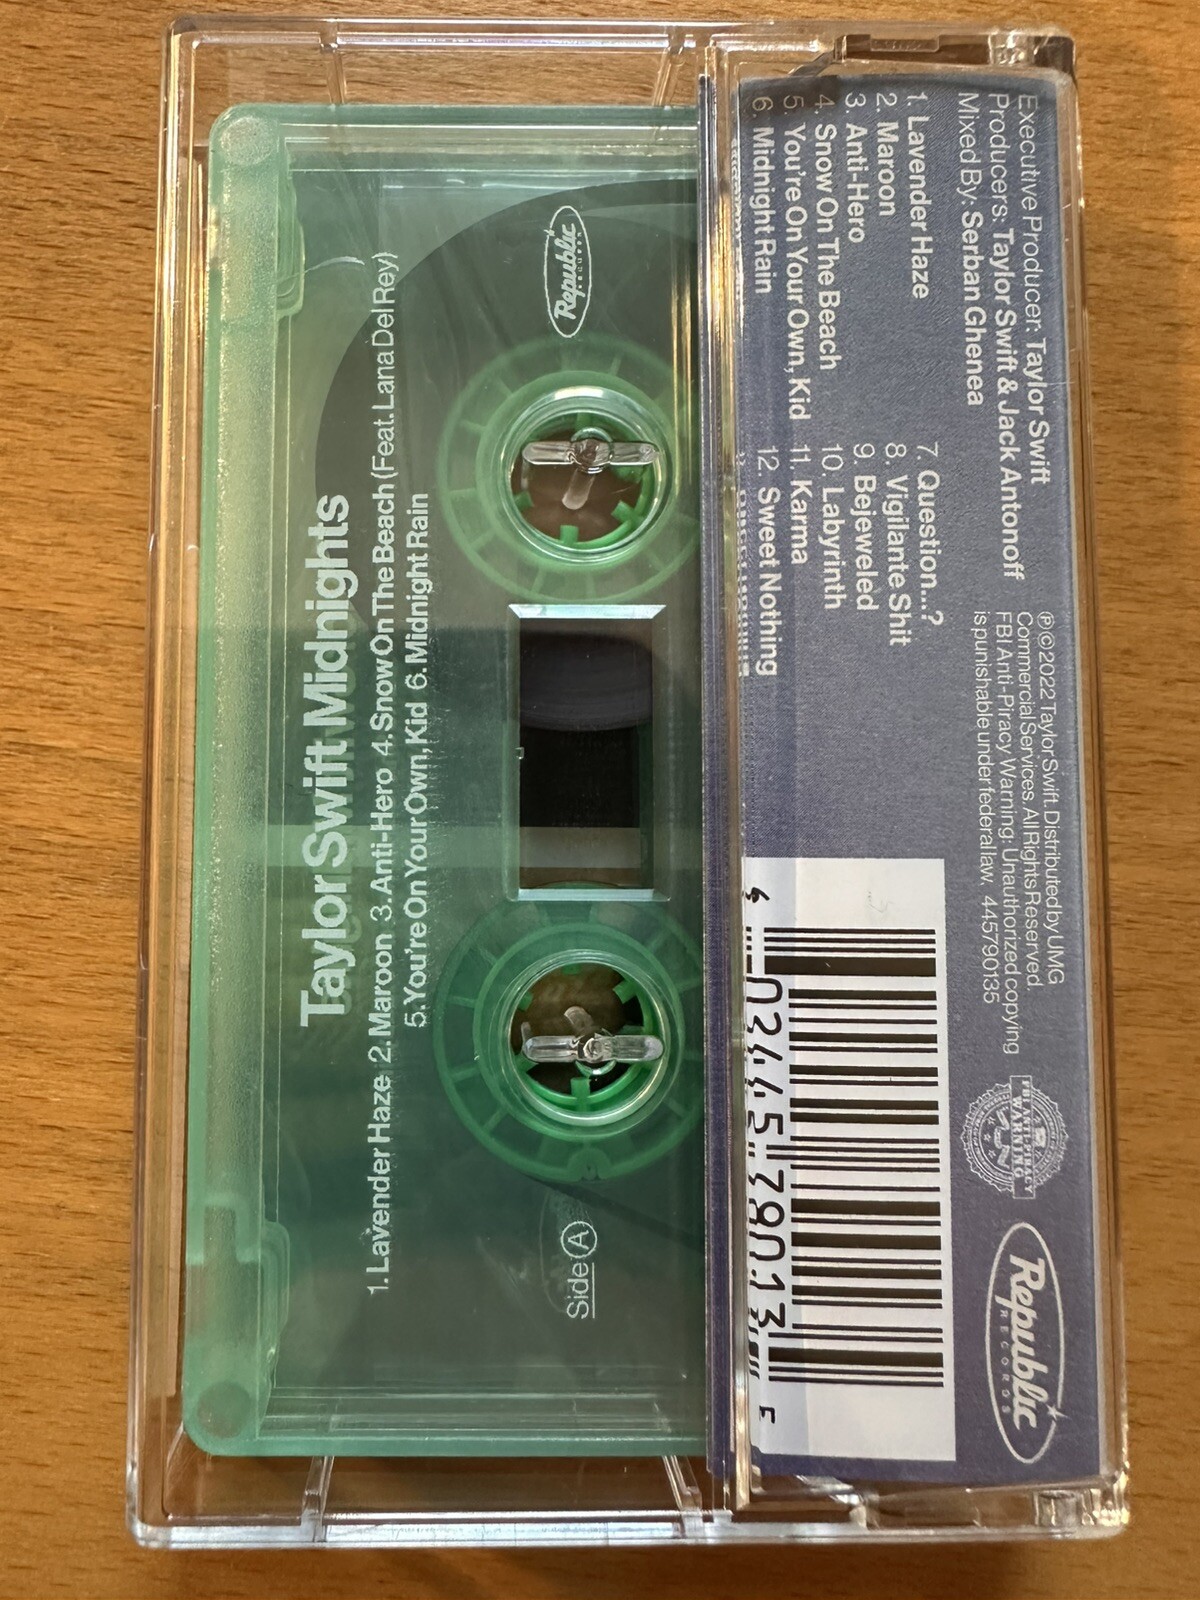 Taylor Swift Midnights
1. Lavender Haze 2. Maroon 3. Anti-Hero 4. Snow On The Beach (Feat. Lana Del Rey)
5. You're On Your Own, Kid 6. Midnight Rain
Side A
Republic
RECORDS
Executive Producer: Taylor Swift
Producers: Taylor Swift & Jack Antonoff
Mixed By: Serban Ghenea
1. Lavender Haze
2. Maroon
3. Anti-Hero
4. Snow On The Beach
5. You're On Your Own, Kid
6. Midnight Rain
7. Question...?
8. Vigilante Shit
9. Bejeweled
10. Labyrinth
11. Karma
12. Sweet Nothing
℗©2022 Taylor Swift. Distributed by UMG
Commercial Services. All Rights Reserved.
FBI Anti-Piracy Warning: Unauthorized copying
is punishable under federal law. 445790135
FBI ANTI-PIRACY
WARNING
Republic
RECORDS
02445 79013